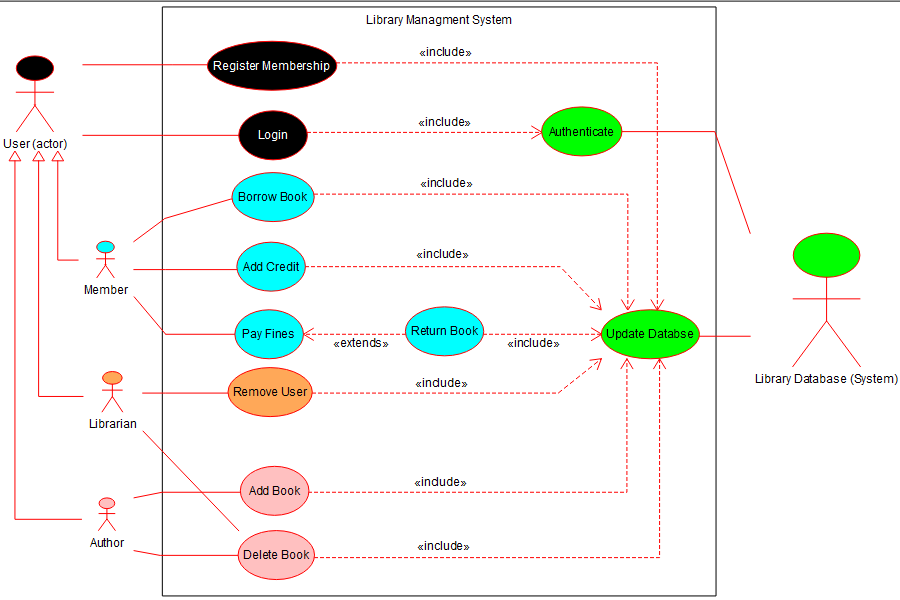 Library Managment System
«include»
Register Membership
«include»
Login
Authenticate
User(actor)
«include»
Borrow Book
«include»
Add Credit
Member
Return Book
Pay Fines
Update Databse
«extends»
«include»
Library Database (System)
«include»
Remove User
Librarian
«include»
Add Book
Author
«include»
Delete Book